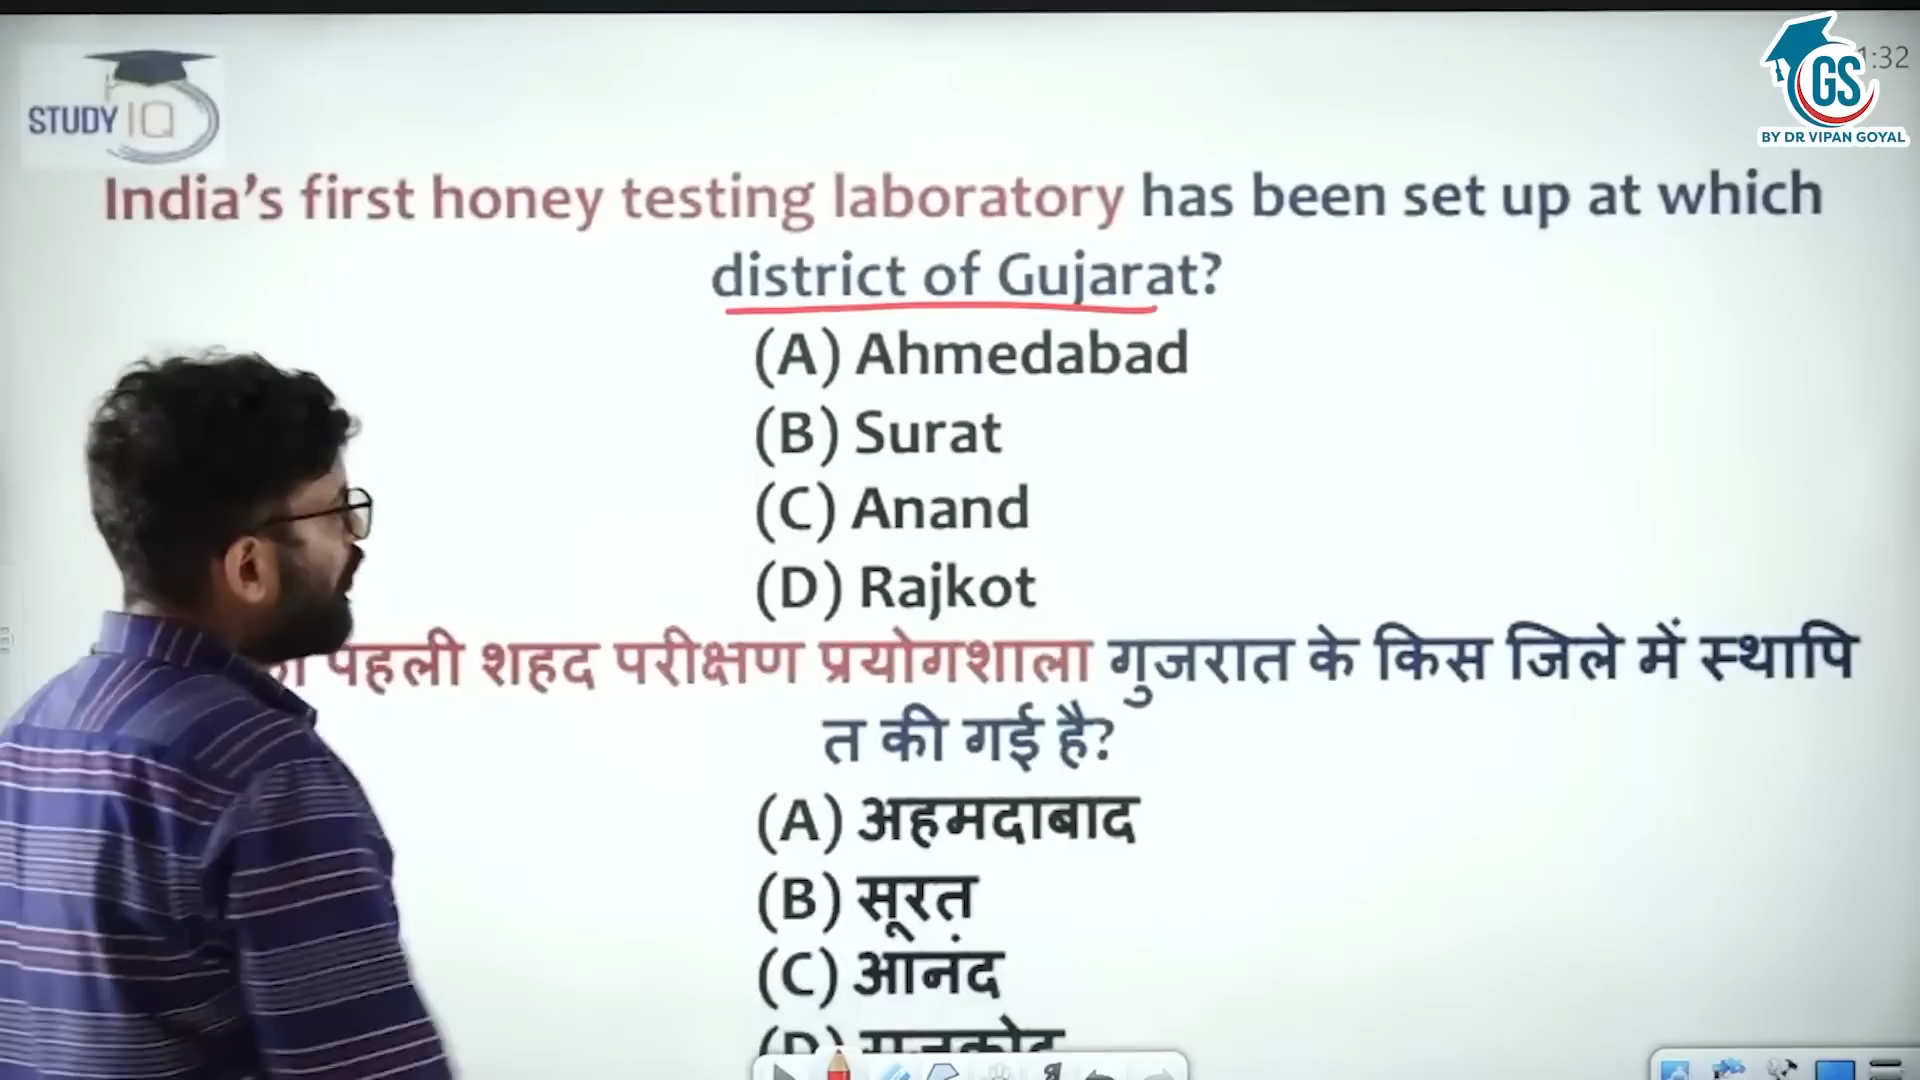 STUDY IQ
GS
:32
BY DR VIPAN GOYAL
India's first honey testing laboratory has been set up at which
district of Gujarat?
(A) Ahmedabad
(B) Surat
(C) Anand
(D) Rajkot
पहली शहद परीक्षण प्रयोगशाला गुजरात के किस जिले में स्थापि
त की गई है?
(A) अहमदाबाद
(B) सूरत
(C) आनंद